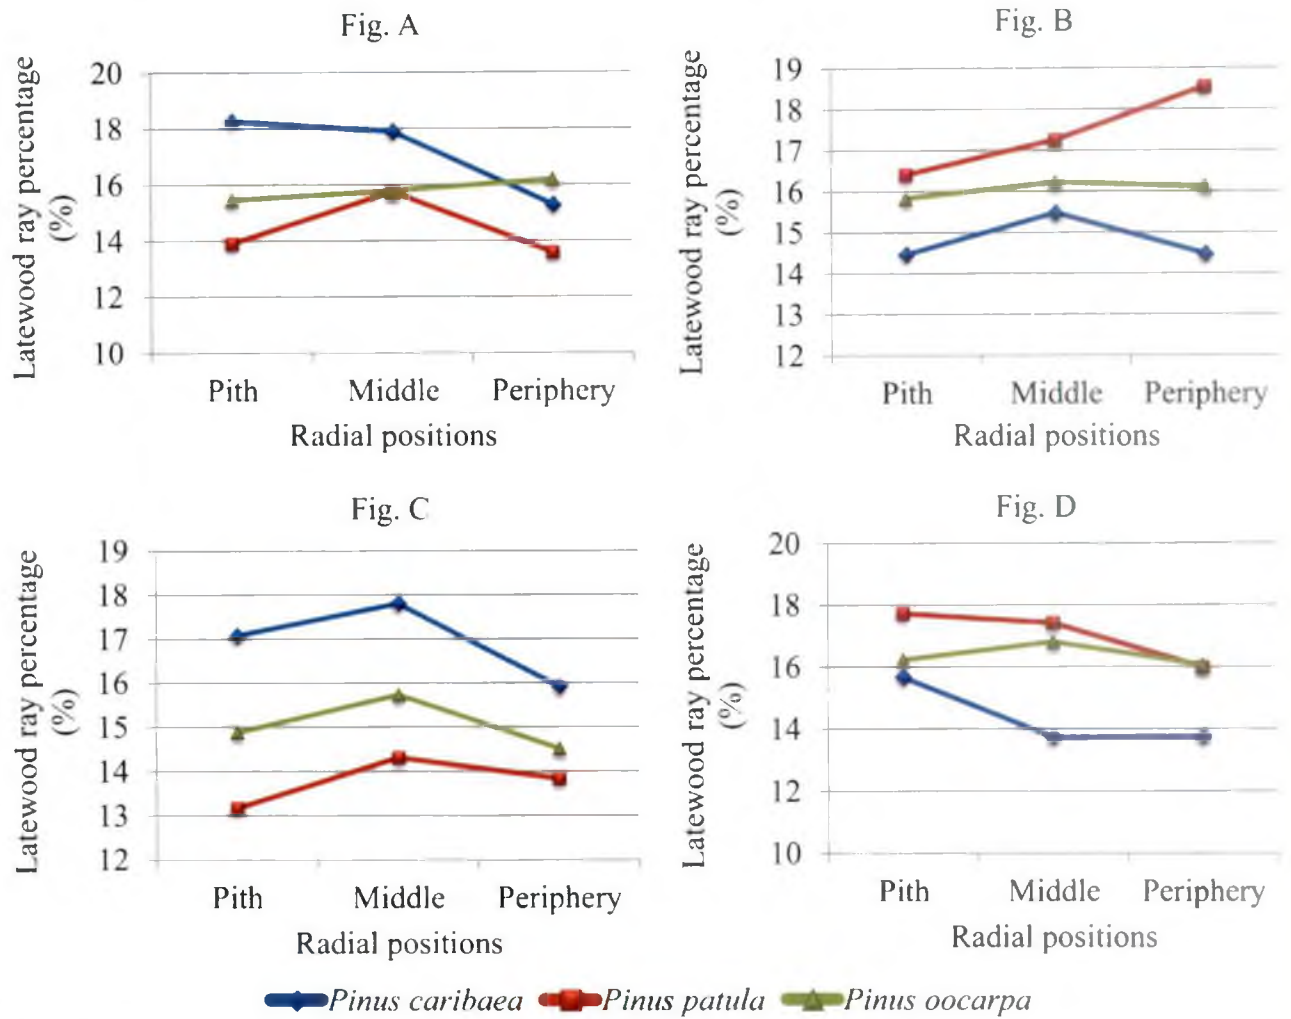 Fig. A
Latewood ray percentage
(%)
20
18
16
14
12
10
Pith Middle Periphery
Radial positions
Fig. B
Latewood ray percentage
(%)
19
18
17
16
15
14
13
12
Pith Middle Periphery
Radial positions
Fig. C
Latewood ray percentage
(%)
19
18
17
16
15
14
13
12
Pith Middle Periphery
Radial positions
Fig. D
Latewood ray percentage
(%)
20
18
16
14
12
10
Pith Middle Periphery
Radial positions
Pinus caribaea Pinus patula Pinus oocarpa